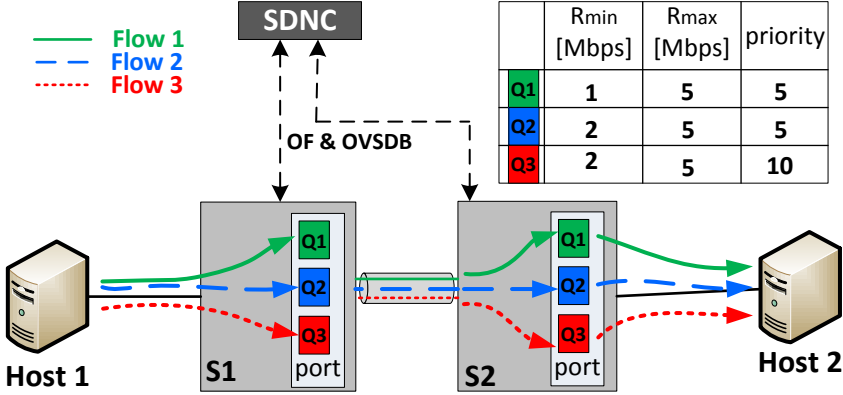 SDNC
Flow 1
Flow 2
Flow 3
Rmin [Mbps] Rmax [Mbps] priority
Q1 1 5 5
Q2 2 5 5
Q3 2 5 10
OF & OVSDB
Q1
Q2
Q3
port
S1
Q1
Q2
Q3
port
S2
Host 1
Host 2